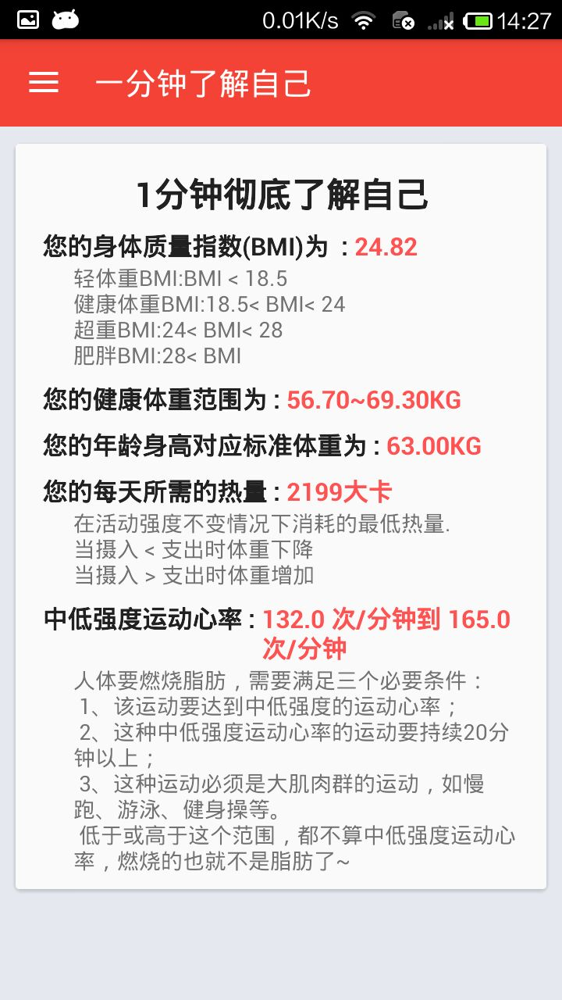 0.01K/s 14:27
一分钟了解自己
1分钟彻底了解自己
您的身体质量指数(BMI)为 : 24.82
轻体重BMI:BMI < 18.5
健康体重BMI:18.5< BMI< 24
超重BMI:24< BMI< 28
肥胖BMI:28< BMI
您的健康体重范围为 : 56.70~69.30KG
您的年龄身高对应标准体重为 : 63.00KG
您的每天所需的热量 : 2199大卡
在活动强度不变情况下消耗的最低热量.
当摄入 < 支出时体重下降
当摄入 > 支出时体重增加
中低强度运动心率 : 132.0 次/分钟到 165.0
次/分钟
人体要燃烧脂肪，需要满足三个必要条件：
1、该运动要达到中低强度的运动心率；
2、这种中低强度运动心率的运动要持续20分
钟以上；
3、这种运动必须是大肌肉群的运动，如慢
跑、游泳、健身操等。
低于或高于这个范围，都不算中低强度运动心
率，燃烧的也就不是脂肪了~